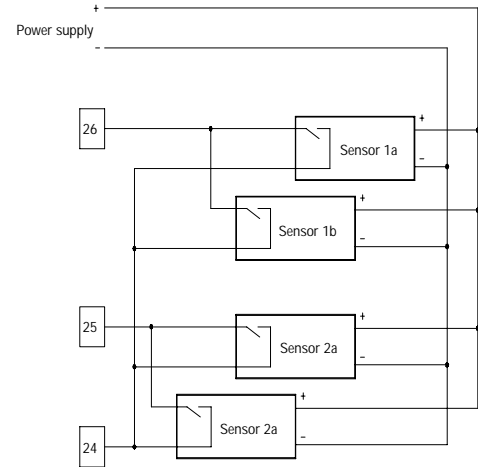 +
Power supply
-
26
+
Sensor 1a
-
+
Sensor 1b
-
25
+
Sensor 2a
-
+
Sensor 2a
-
24